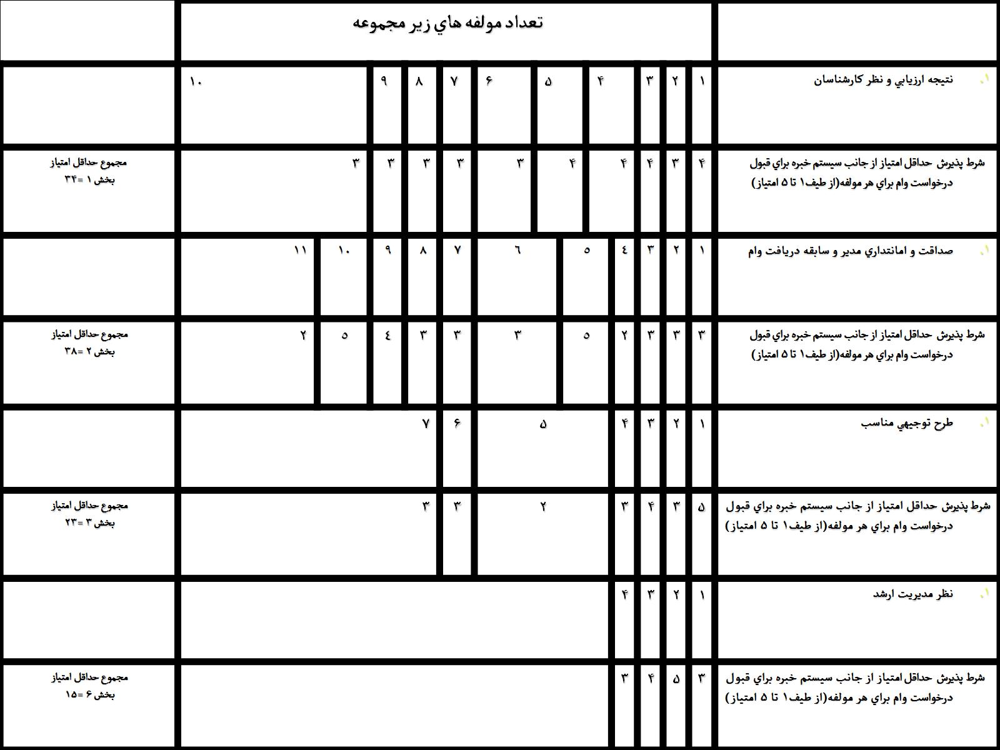 تعداد مولفه هاي زير مجموعه
۱. نتيجه ارزيابي و نظر كارشناسان
۱ ۲ ۳ ۴ ۵ ۶ ۷ ۸ ۹ ۱۰
شرط پذيرش حداقل امتياز از جانب سيستم خبره براي قبول
درخواست وام براي هر مولفه(از طيف۱ تا ۵ امتياز)
۴ ۳ ۴ ۴ ۴ ۳ ۳ ۳ ۳ ۳
مجموع حداقل امتياز
بخش ۱ =۳۴
۱. صداقت و امانتداري مدير و سابقه دريافت وام
۱ ۲ ۳ ٤ ٥ ٦ ۷ ۸ ۹ ۱۰ ۱۱
شرط پذيرش حداقل امتياز از جانب سيستم خبره براي قبول
درخواست وام براي هر مولفه(از طيف۱ تا ۵ امتياز)
۳ ۳ ۳ ۲ ٥ ۳ ۳ ۳ ٤ ٥ ۲
مجموع حداقل امتياز
بخش ۲ =۳۸
۱. طرح توجيهي مناسب
۱ ۲ ۳ ۴ ۵ ۶ ۷
شرط پذيرش حداقل امتياز از جانب سيستم خبره براي قبول
درخواست وام براي هر مولفه(از طيف۱ تا ۵ امتياز)
۵ ۳ ۴ ۳ ۲ ۳ ۳
مجموع حداقل امتياز
بخش ۳ =۲۳
۱. نظر مديريت ارشد
۱ ۲ ۳ ۴
شرط پذيرش حداقل امتياز از جانب سيستم خبره براي قبول
درخواست وام براي هر مولفه(از طيف۱ تا ۵ امتياز)
۳ ۵ ۴ ۳
مجموع حداقل امتياز
بخش ۶ =۱۵